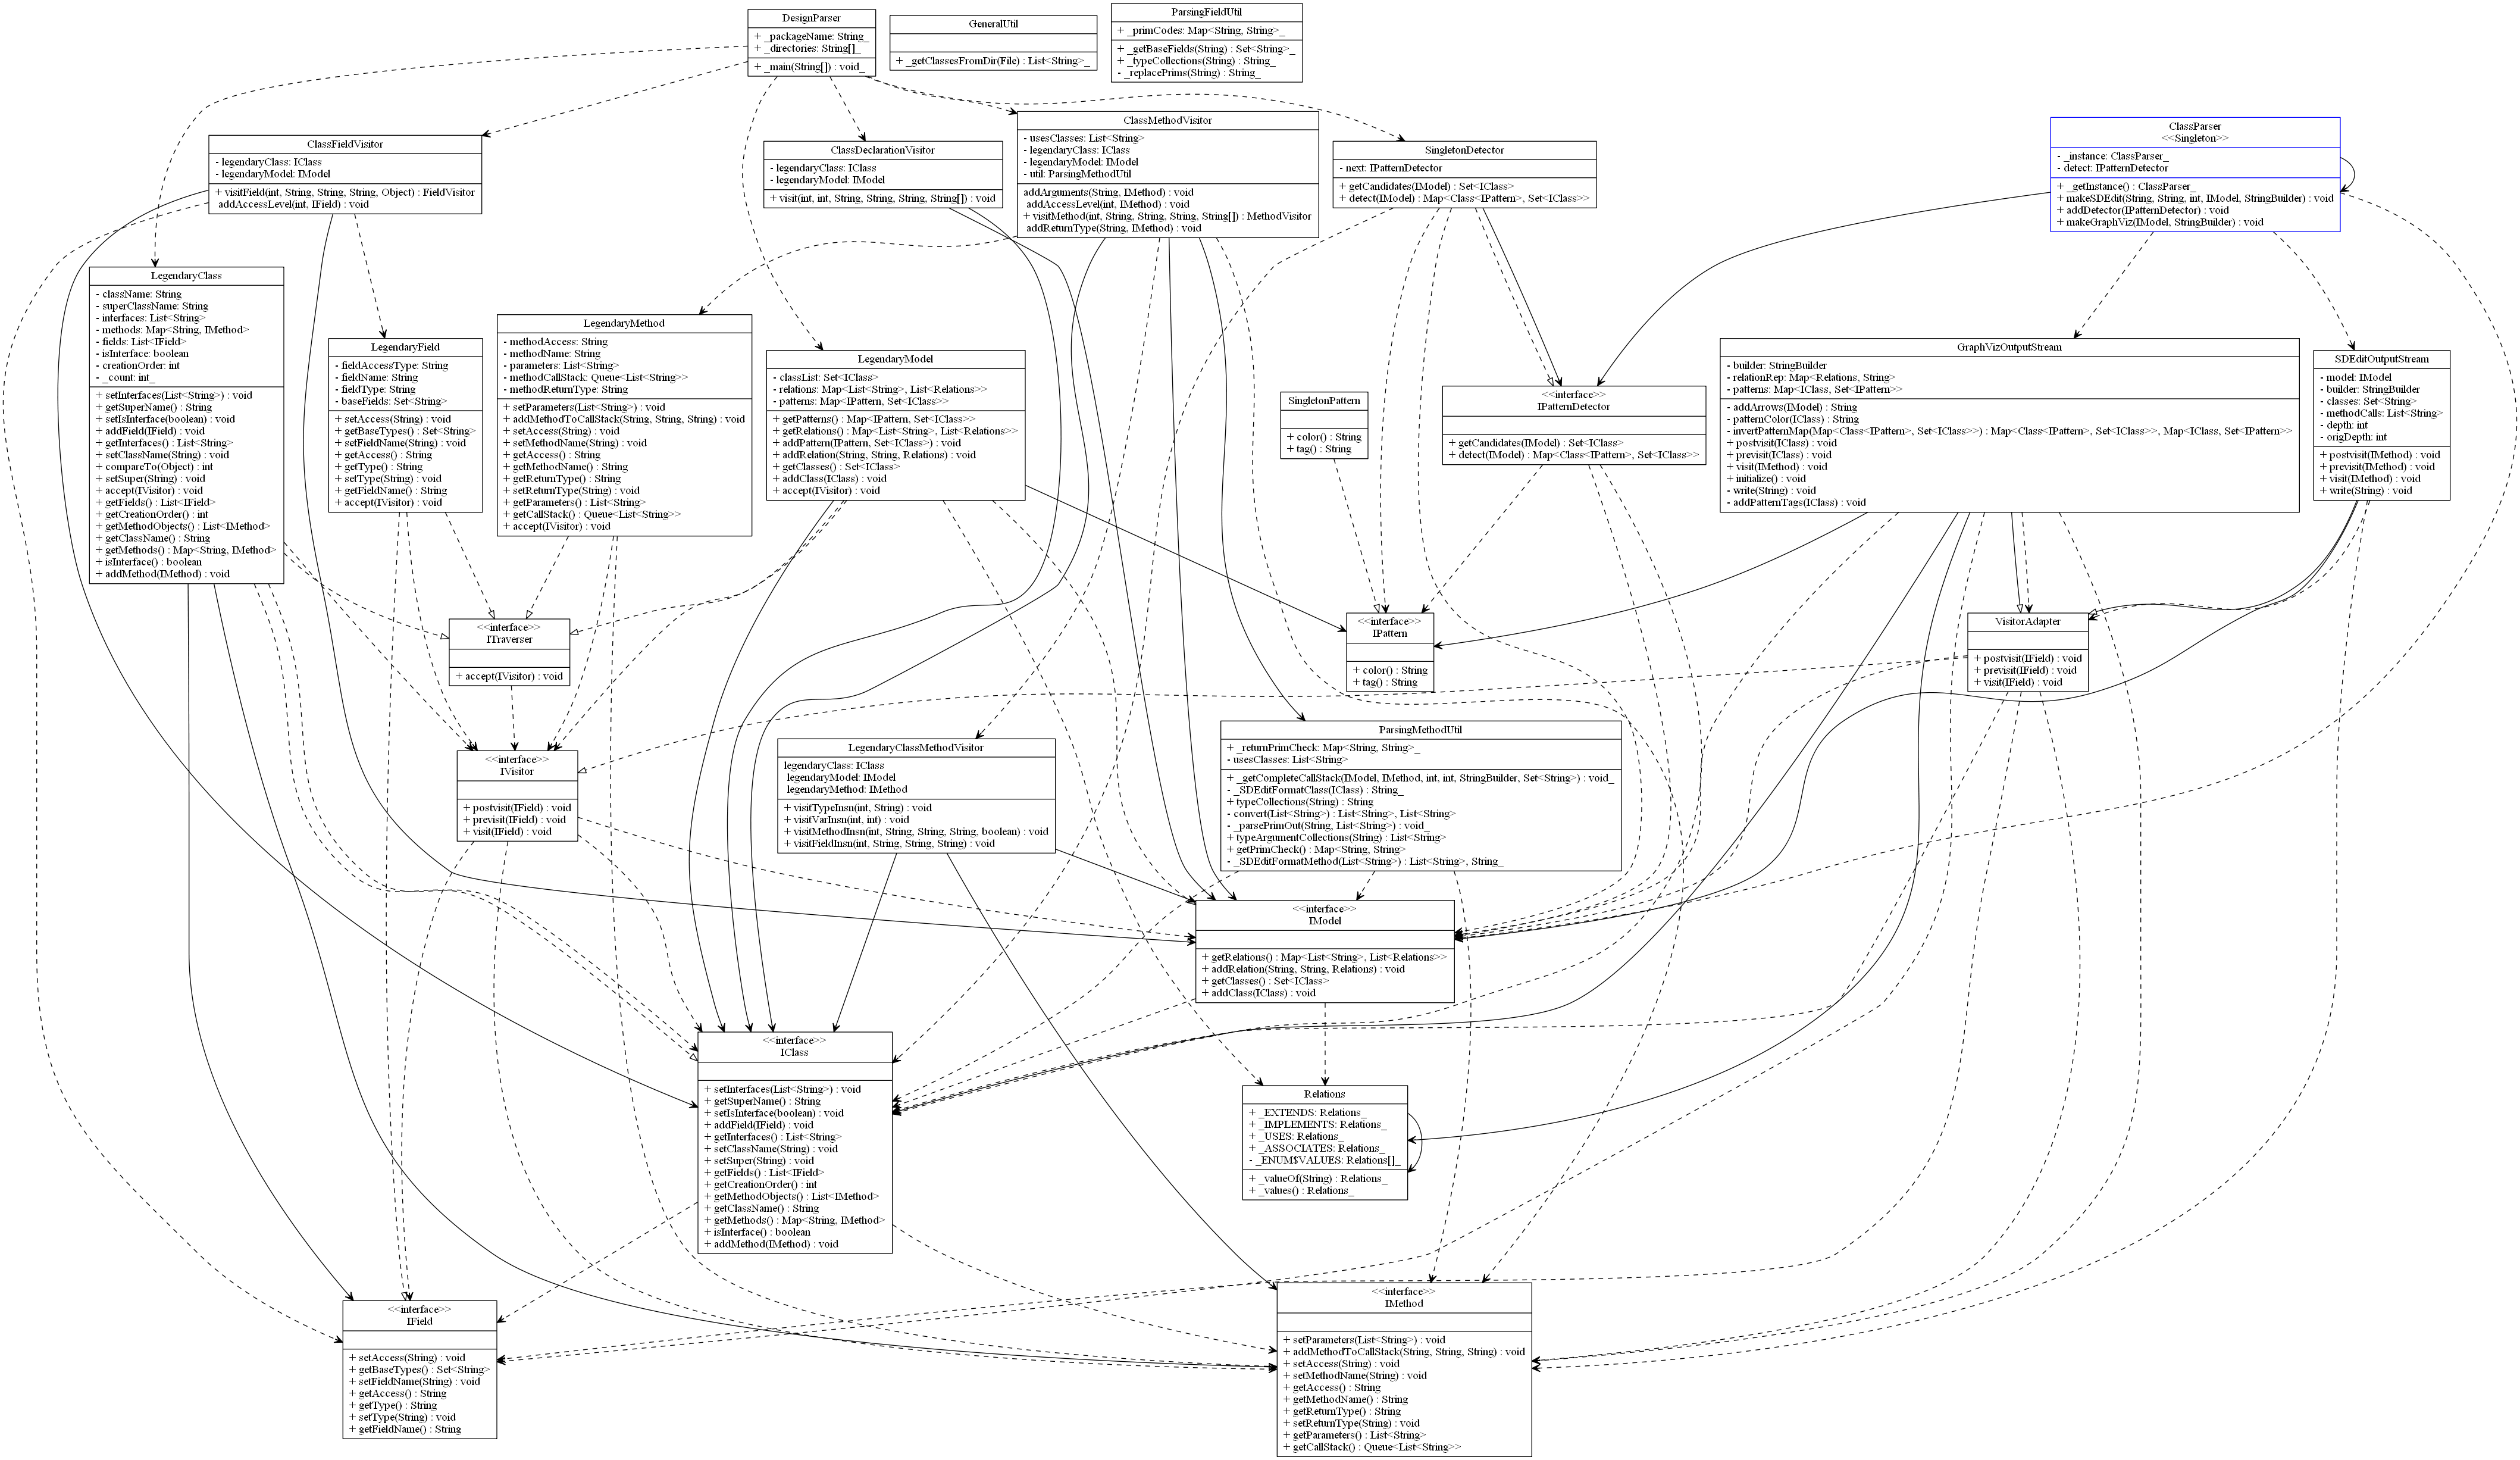 DesignParser
+ _packageName: String_
+ _directories: String[]_
+ _main(String[]) : void_
GeneralUtil
+ _getClassesFromDir(File) : List<String>_
ParsingFieldUtil
+ _primCodes: Map<String, String>_
+ _getBaseFields(String) : Set<String>_
+ _typeCollections(String) : String_
- _replacePrims(String) : String_
ClassFieldVisitor
- legendaryClass: IClass
- legendaryModel: IModel
+ visitField(int, String, String, String, Object) : FieldVisitor
addAccessLevel(int, IField) : void
ClassDeclarationVisitor
- legendaryClass: IClass
- legendaryModel: IModel
+ visit(int, int, String, String, String, String[]) : void
ClassMethodVisitor
- usesClasses: List<String>
- legendaryClass: IClass
- legendaryModel: IModel
- util: ParsingMethodUtil
addArguments(String, IMethod) : void
addAccessLevel(int, IMethod) : void
+ visitMethod(int, String, String, String, String[]) : MethodVisitor
addReturnType(String, IMethod) : void
SingletonDetector
- next: IPatternDetector
+ getCandidates(IModel) : Set<IClass>
+ detect(IModel) : Map<Class<IPattern>, Set<IClass>>
ClassParser
<<Singleton>>
- _instance: ClassParser_
- detect: IPatternDetector
+ _getInstance() : ClassParser_
+ makeSDEdit(String, String, int, IModel, StringBuilder) : void
+ addDetector(IPatternDetector) : void
+ makeGraphViz(IModel, StringBuilder) : void
LegendaryClass
- className: String
- superClassName: String
- interfaces: List<String>
- methods: Map<String, IMethod>
- fields: List<IField>
- isInterface: boolean
- creationOrder: int
- _count: int_
+ setInterfaces(List<String>) : void
+ getSuperName() : String
+ setIsInterface(boolean) : void
+ addField(IField) : void
+ getInterfaces() : List<String>
+ setClassName(String) : void
+ compareTo(Object) : int
+ setSuper(String) : void
+ accept(IVisitor) : void
+ getFields() : List<IField>
+ getCreationOrder() : int
+ getMethodObjects() : List<IMethod>
+ getClassName() : String
+ getMethods() : Map<String, IMethod>
+ isInterface() : boolean
+ addMethod(IMethod) : void
LegendaryField
- fieldAccessType: String
- fieldName: String
- fieldType: String
- baseFields: Set<String>
+ setAccess(String) : void
+ getBaseTypes() : Set<String>
+ setFieldName(String) : void
+ getAccess() : String
+ getType() : String
+ setType(String) : void
+ getFieldName() : String
+ accept(IVisitor) : void
LegendaryMethod
- methodAccess: String
- methodName: String
- parameters: List<String>
- methodCallStack: Queue<List<String>>
- methodReturnType: String
+ setParameters(List<String>) : void
+ addMethodToCallStack(String, String, String) : void
+ setAccess(String) : void
+ setMethodName(String) : void
+ getAccess() : String
+ getMethodName() : String
+ getReturnType() : String
+ setReturnType(String) : void
+ getParameters() : List<String>
+ getCallStack() : Queue<List<String>>
+ accept(IVisitor) : void
LegendaryModel
- classList: Set<IClass>
- relations: Map<List<String>, List<Relations>>
- patterns: Map<IPattern, Set<IClass>>
+ getPatterns() : Map<IPattern, Set<IClass>>
+ getRelations() : Map<List<String>, List<Relations>>
+ addPattern(IPattern, Set<IClass>) : void
+ addRelation(String, String, Relations) : void
+ getClasses() : Set<IClass>
+ addClass(IClass) : void
+ accept(IVisitor) : void
SingletonPattern
+ color() : String
+ tag() : String
<<interface>>
IPatternDetector
+ getCandidates(IModel) : Set<IClass>
+ detect(IModel) : Map<Class<IPattern>, Set<IClass>>
GraphVizOutputStream
- builder: StringBuilder
- relationRep: Map<Relations, String>
- patterns: Map<IClass, Set<IPattern>>
- addArrows(IModel) : String
- patternColor(IClass) : String
- invertPatternMap(Map<Class<IPattern>, Set<IClass>>) : Map<Class<IPattern>, Set<IClass>>, Map<IClass, Set<IPattern>>
+ postvisit(IClass) : void
+ previsit(IClass) : void
+ visit(IMethod) : void
+ initialize() : void
- write(String) : void
- addPatternTags(IClass) : void
SDEditOutputStream
- model: IModel
- builder: StringBuilder
- classes: Set<String>
- methodCalls: List<String>
- depth: int
- origDepth: int
+ postvisit(IMethod) : void
+ previsit(IMethod) : void
+ visit(IMethod) : void
+ write(String) : void
<<interface>>
ITraverser
+ accept(IVisitor) : void
<<interface>>
IPattern
+ color() : String
+ tag() : String
VisitorAdapter
+ postvisit(IField) : void
+ previsit(IField) : void
+ visit(IField) : void
<<interface>>
IVisitor
+ postvisit(IField) : void
+ previsit(IField) : void
+ visit(IField) : void
LegendaryClassMethodVisitor
legendaryClass: IClass
legendaryModel: IModel
legendaryMethod: IMethod
+ visitTypeInsn(int, String) : void
+ visitVarInsn(int, int) : void
+ visitMethodInsn(int, String, String, String, boolean) : void
+ visitFieldInsn(int, String, String, String) : void
ParsingMethodUtil
+ _returnPrimCheck: Map<String, String>_
- usesClasses: List<String>
+ _getCompleteCallStack(IModel, IMethod, int, int, StringBuilder, Set<String>) : void_
- _SDEditFormatClass(IClass) : String_
+ typeCollections(String) : String
- convert(List<String>) : List<String>, List<String>
- _parsePrimOut(String, List<String>) : void_
+ typeArgumentCollections(String) : List<String>
+ getPrimCheck() : Map<String, String>
- _SDEditFormatMethod(List<String>) : List<String>, String_
<<interface>>
IModel
+ getRelations() : Map<List<String>, List<Relations>>
+ addRelation(String, String, Relations) : void
+ getClasses() : Set<IClass>
+ addClass(IClass) : void
<<interface>>
IClass
+ setInterfaces(List<String>) : void
+ getSuperName() : String
+ setIsInterface(boolean) : void
+ addField(IField) : void
+ getInterfaces() : List<String>
+ setClassName(String) : void
+ setSuper(String) : void
+ getFields() : List<IField>
+ getCreationOrder() : int
+ getMethodObjects() : List<IMethod>
+ getClassName() : String
+ getMethods() : Map<String, IMethod>
+ isInterface() : boolean
+ addMethod(IMethod) : void
Relations
+ _EXTENDS: Relations_
+ _IMPLEMENTS: Relations_
+ _USES: Relations_
+ _ASSOCIATES: Relations_
- _ENUM$VALUES: Relations[]_
+ _valueOf(String) : Relations_
+ _values() : Relations_
<<interface>>
IField
+ setAccess(String) : void
+ getBaseTypes() : Set<String>
+ setFieldName(String) : void
+ getAccess() : String
+ getType() : String
+ setType(String) : void
+ getFieldName() : String
<<interface>>
IMethod
+ setParameters(List<String>) : void
+ addMethodToCallStack(String, String, String) : void
+ setAccess(String) : void
+ setMethodName(String) : void
+ getAccess() : String
+ getMethodName() : String
+ getReturnType() : String
+ setReturnType(String) : void
+ getParameters() : List<String>
+ getCallStack() : Queue<List<String>>